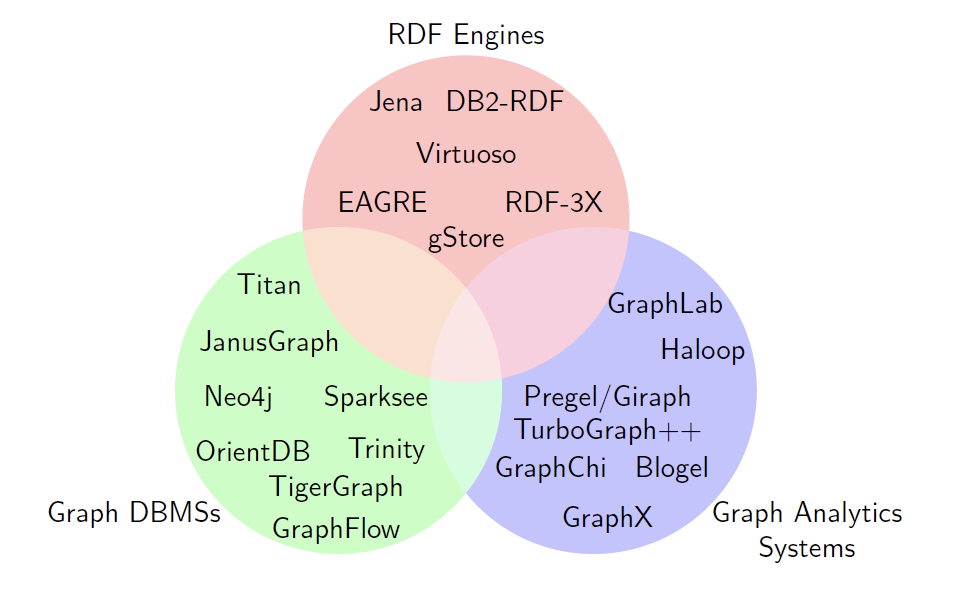 RDF Engines
Jena DB2-RDF
Virtuoso
EAGRE RDF-3X
gStore
Titan
JanusGraph
Neo4j Sparksee
OrientDB Trinity
TigerGraph
GraphFlow
Graph DBMSs
GraphLab
Haloop
Pregel/Giraph
TurboGraph++
GraphChi Blogel
GraphX
Graph Analytics
Systems